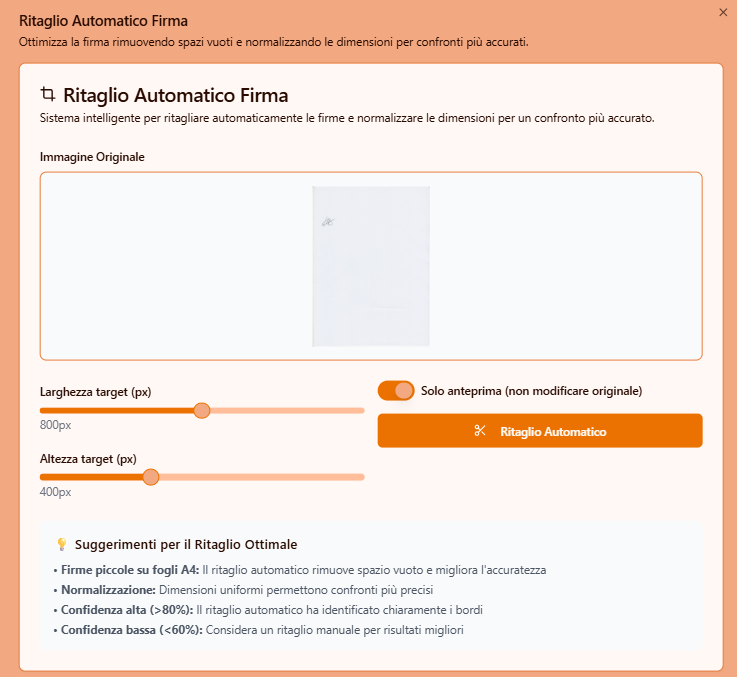 Ritaglio Automatico Firma
Ottimizza la firma rimuovendo spazi vuoti e normalizzando le dimensioni per confronti più accurati.
Ritaglio Automatico Firma
Sistema intelligente per ritagliare automaticamente le firme e normalizzare le dimensioni per un confronto più accurato.
Immagine Originale
Larghezza target (px)
800px
Altezza target (px)
400px
Solo anteprima (non modificare originale)
Ritaglio Automatico
Suggerimenti per il Ritaglio Ottimale
• Firme piccole su fogli A4: Il ritaglio automatico rimuove spazio vuoto e migliora l'accuratezza
• Normalizzazione: Dimensioni uniformi permettono confronti più precisi
• Confidenza alta (>80%): Il ritaglio automatico ha identificato chiaramente i bordi
• Confidenza bassa (<60%): Considera un ritaglio manuale per risultati migliori